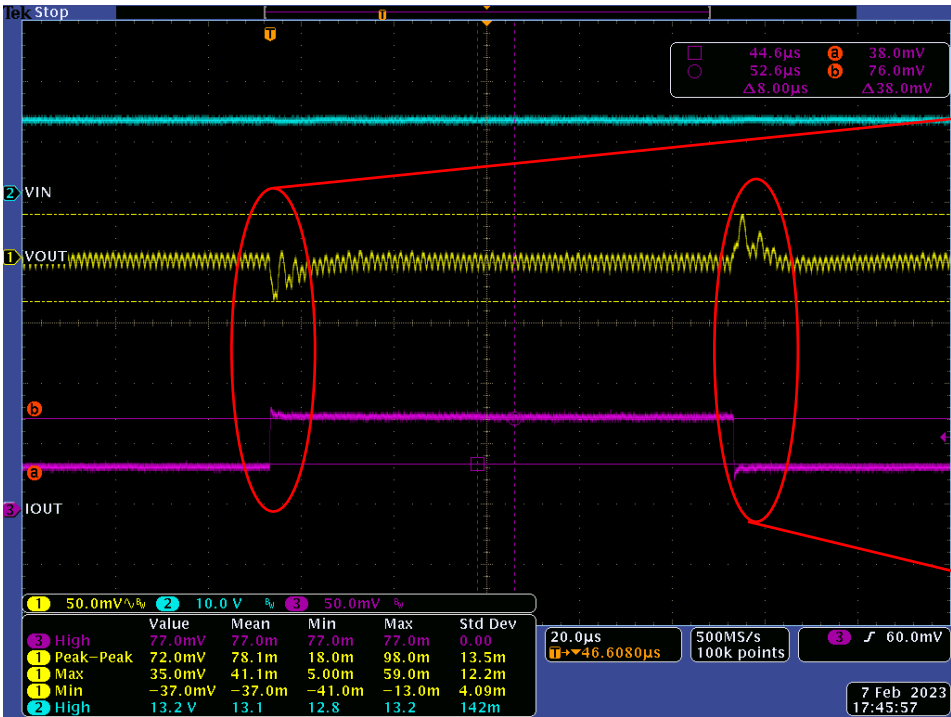 Tek Stop
T
T
44.6µs a 38.0mV
52.6µs b 76.0mV
Δ8.00µs Δ38.0mV
2 VIN
1 VOUT
b
a
3 IOUT
1 50.0mV∿BW 2 10.0 V BW 3 50.0mV BW
Value Mean Min Max Std Dev
3 High 77.0mV 77.0m 77.0m 77.0m 0.00
1 Peak-Peak 72.0mV 78.1m 18.0m 98.0m 13.5m
1 Max 35.0mV 41.1m 5.00m 59.0m 12.2m
1 Min −37.0mV −37.0m −41.0m −13.0m 4.09m
2 High 13.2 V 13.1 12.8 13.2 142m
20.0µs
T→▼46.6080µs
500MS/s
100k points
3 ∫ 60.0mV
7 Feb 2023
17:45:57